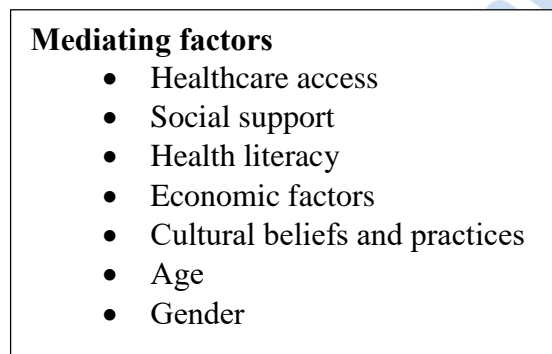 Mediating factors
• Healthcare access
• Social support
• Health literacy
• Economic factors
• Cultural beliefs and practices
• Age
• Gender